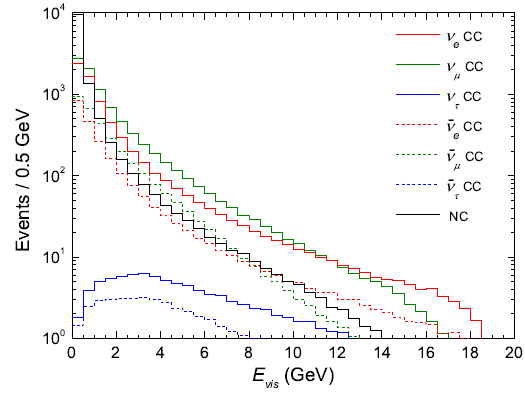 10⁴
10³
10²
10¹
10⁰
Events / 0.5 GeV
ν_e CC
ν_μ CC
ν_τ CC
ν̄_e CC
ν̄_μ CC
ν̄_τ CC
NC
0 2 4 6 8 10 12 14 16 18 20
E_vis (GeV)